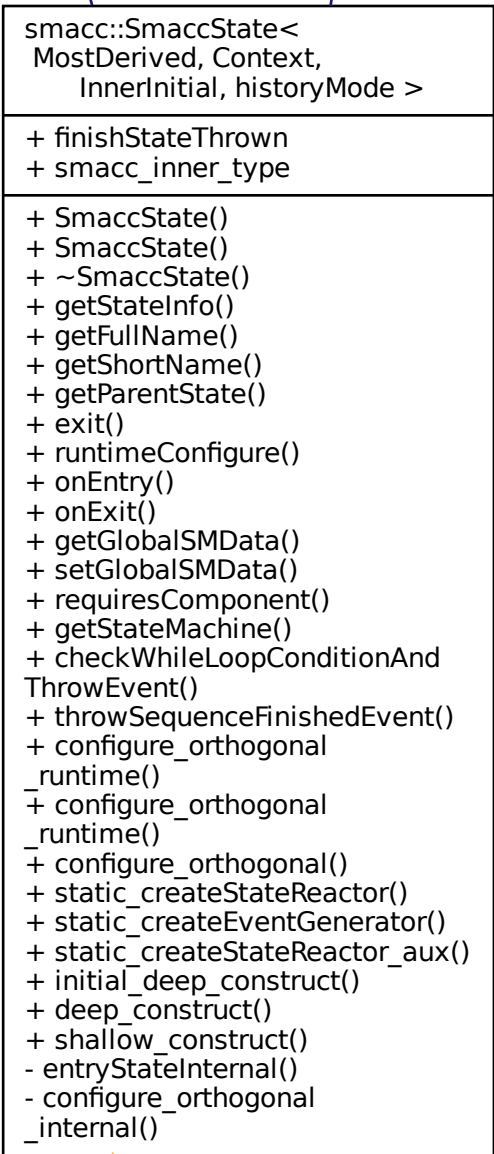 smacc::SmaccState<
MostDerived, Context,
InnerInitial, historyMode >
+ finishStateThrown
+ smacc_inner_type
+ SmaccState()
+ SmaccState()
+ ~SmaccState()
+ getStateInfo()
+ getFullName()
+ getShortName()
+ getParentState()
+ exit()
+ runtimeConfigure()
+ onEntry()
+ onExit()
+ getGlobalSMData()
+ setGlobalSMData()
+ requiresComponent()
+ getStateMachine()
+ checkWhileLoopConditionAnd
ThrowEvent()
+ throwSequenceFinishedEvent()
+ configure_orthogonal
_runtime()
+ configure_orthogonal
_runtime()
+ configure_orthogonal()
+ static_createStateReactor()
+ static_createEventGenerator()
+ static_createStateReactor_aux()
+ initial_deep_construct()
+ deep_construct()
+ shallow_construct()
- entryStateInternal()
- configure_orthogonal
_internal()